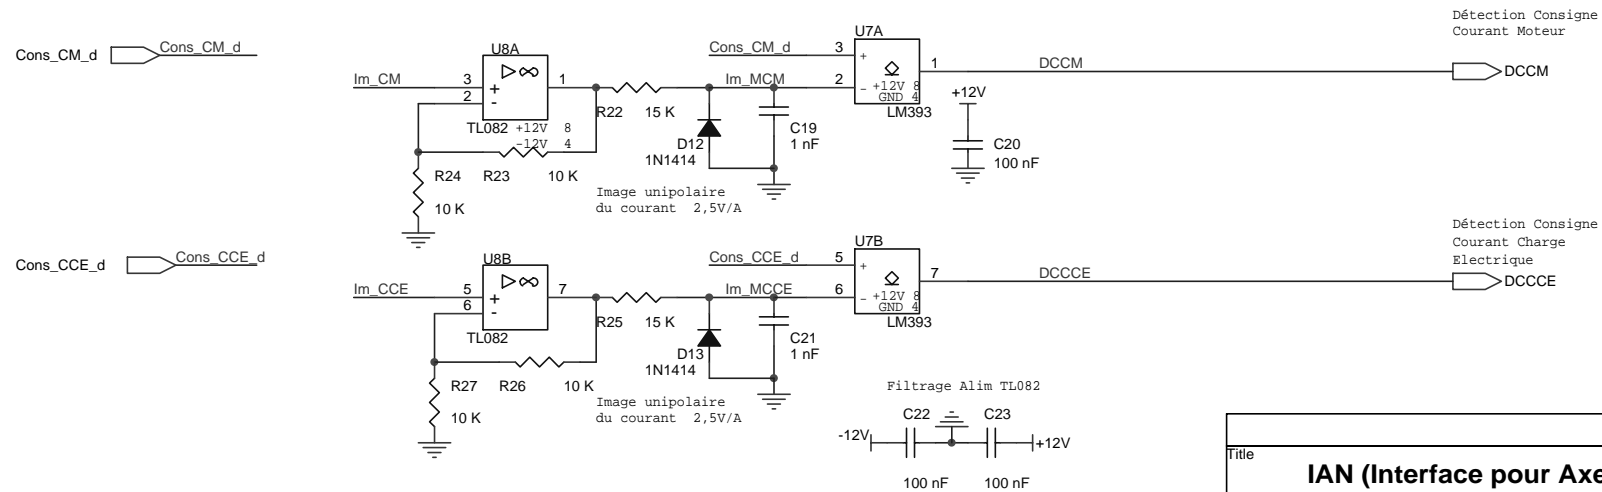 Détection Consigne
Courant Moteur
Cons_CM_d
Cons_CM_d
U8A
Im_CM
3
+
2
-
1
TL082
+12V 8
-12V 4
R22
15 K
R24
10 K
R23
10 K
D12
1N1414
C19
1 nF
Im_MCM
Cons_CM_d
U7A
3
+
2
-
+12V 8
GND 4
LM393
1
DCCM
DCCM
+12V
C20
100 nF
Image unipolaire
du courant 2,5V/A
Détection Consigne
Courant Charge
Electrique
Cons_CCE_d
Cons_CCE_d
U8B
Im_CCE
5
+
6
-
7
TL082
R25
15 K
R27
10 K
R26
10 K
D13
1N1414
C21
1 nF
Im_MCCE
Cons_CCE_d
U7B
5
+
6
-
+12V 8
GND 4
LM393
7
DCCCE
DCCCE
Image unipolaire
du courant 2,5V/A
Filtrage Alim TL082
C22
C23
-12V
+12V
100 nF
100 nF
Title
IAN (Interface pour Axe